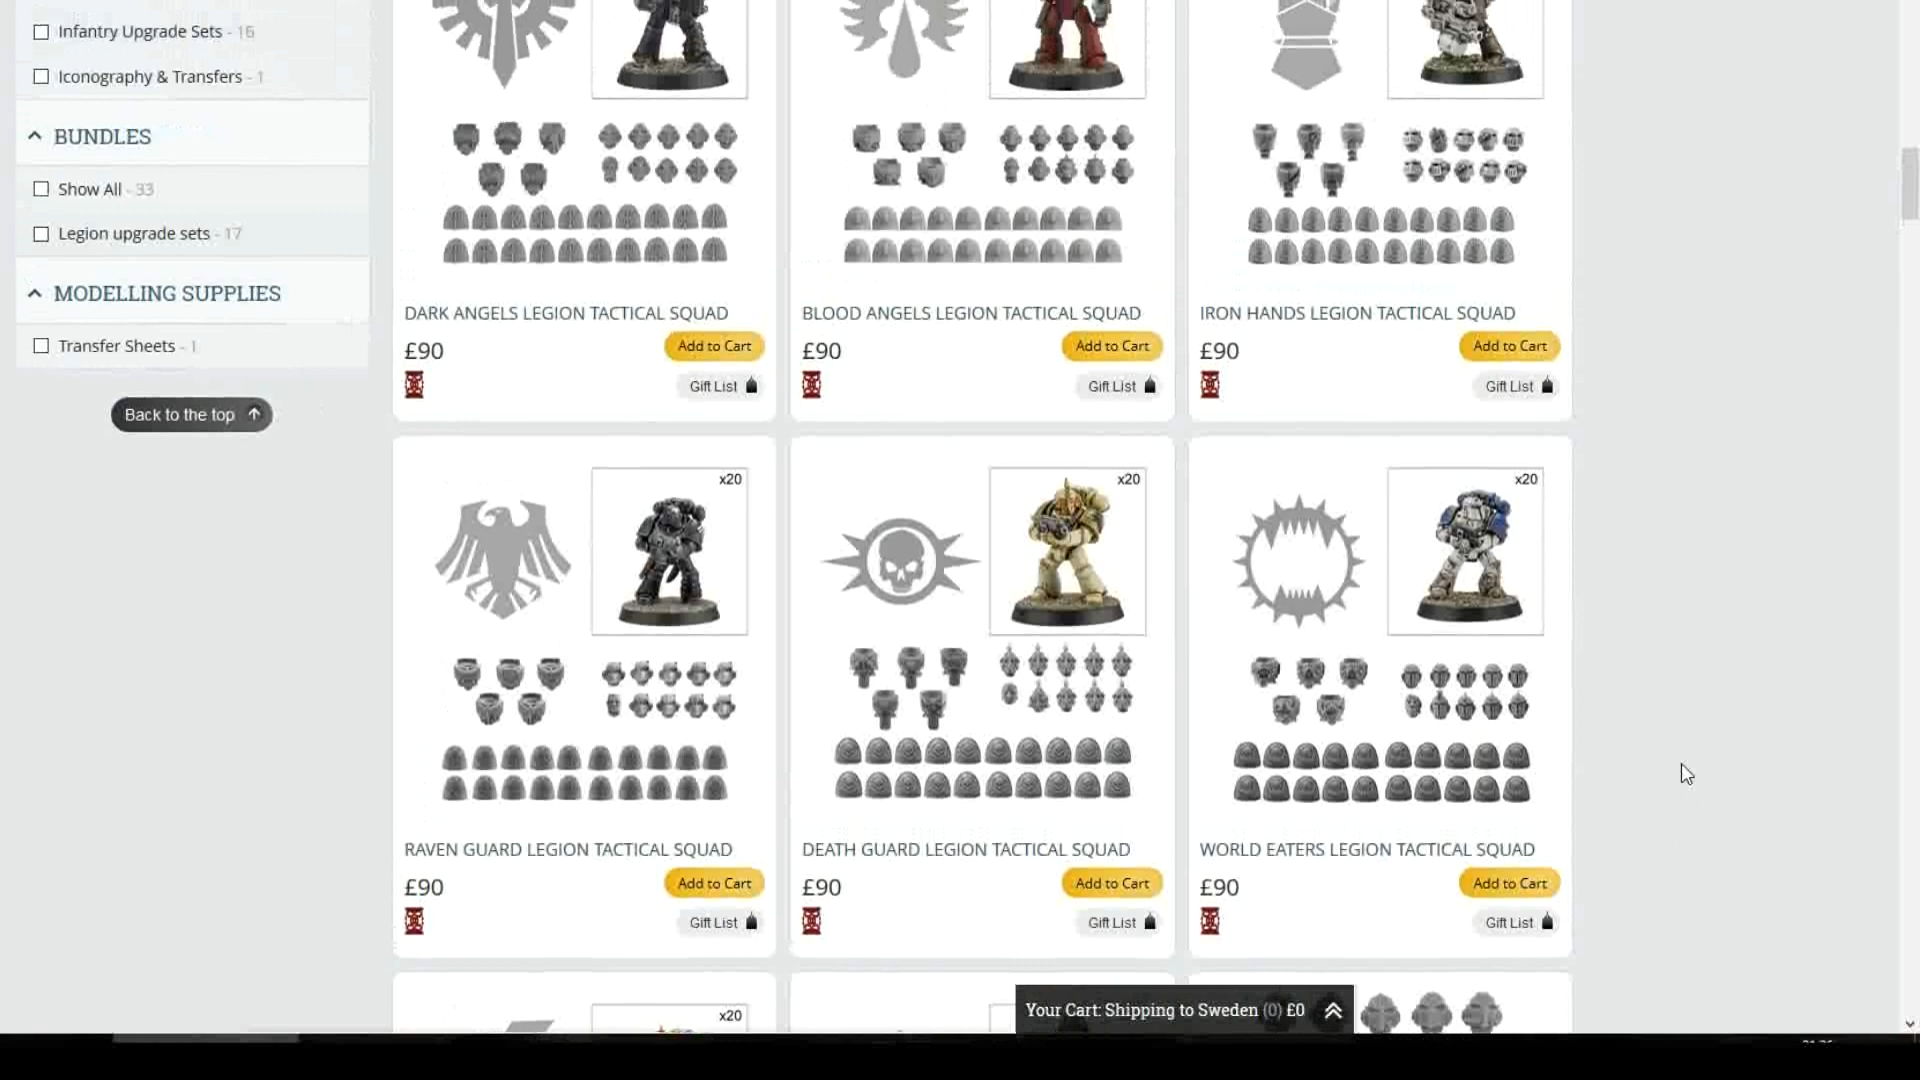 Infantry Upgrade Sets - 16
Iconography & Transfers - 1
BUNDLES
Show All - 33
Legion upgrade sets - 17
MODELLING SUPPLIES
Transfer Sheets - 1
Back to the top
DARK ANGELS LEGION TACTICAL SQUAD
£90
Add to Cart
Gift List
BLOOD ANGELS LEGION TACTICAL SQUAD
£90
Add to Cart
Gift List
IRON HANDS LEGION TACTICAL SQUAD
£90
Add to Cart
Gift List
x20
RAVEN GUARD LEGION TACTICAL SQUAD
£90
Add to Cart
Gift List
x20
DEATH GUARD LEGION TACTICAL SQUAD
£90
Add to Cart
Gift List
x20
WORLD EATERS LEGION TACTICAL SQUAD
£90
Add to Cart
Gift List
x20
Your Cart: Shipping to Sweden (0) £0